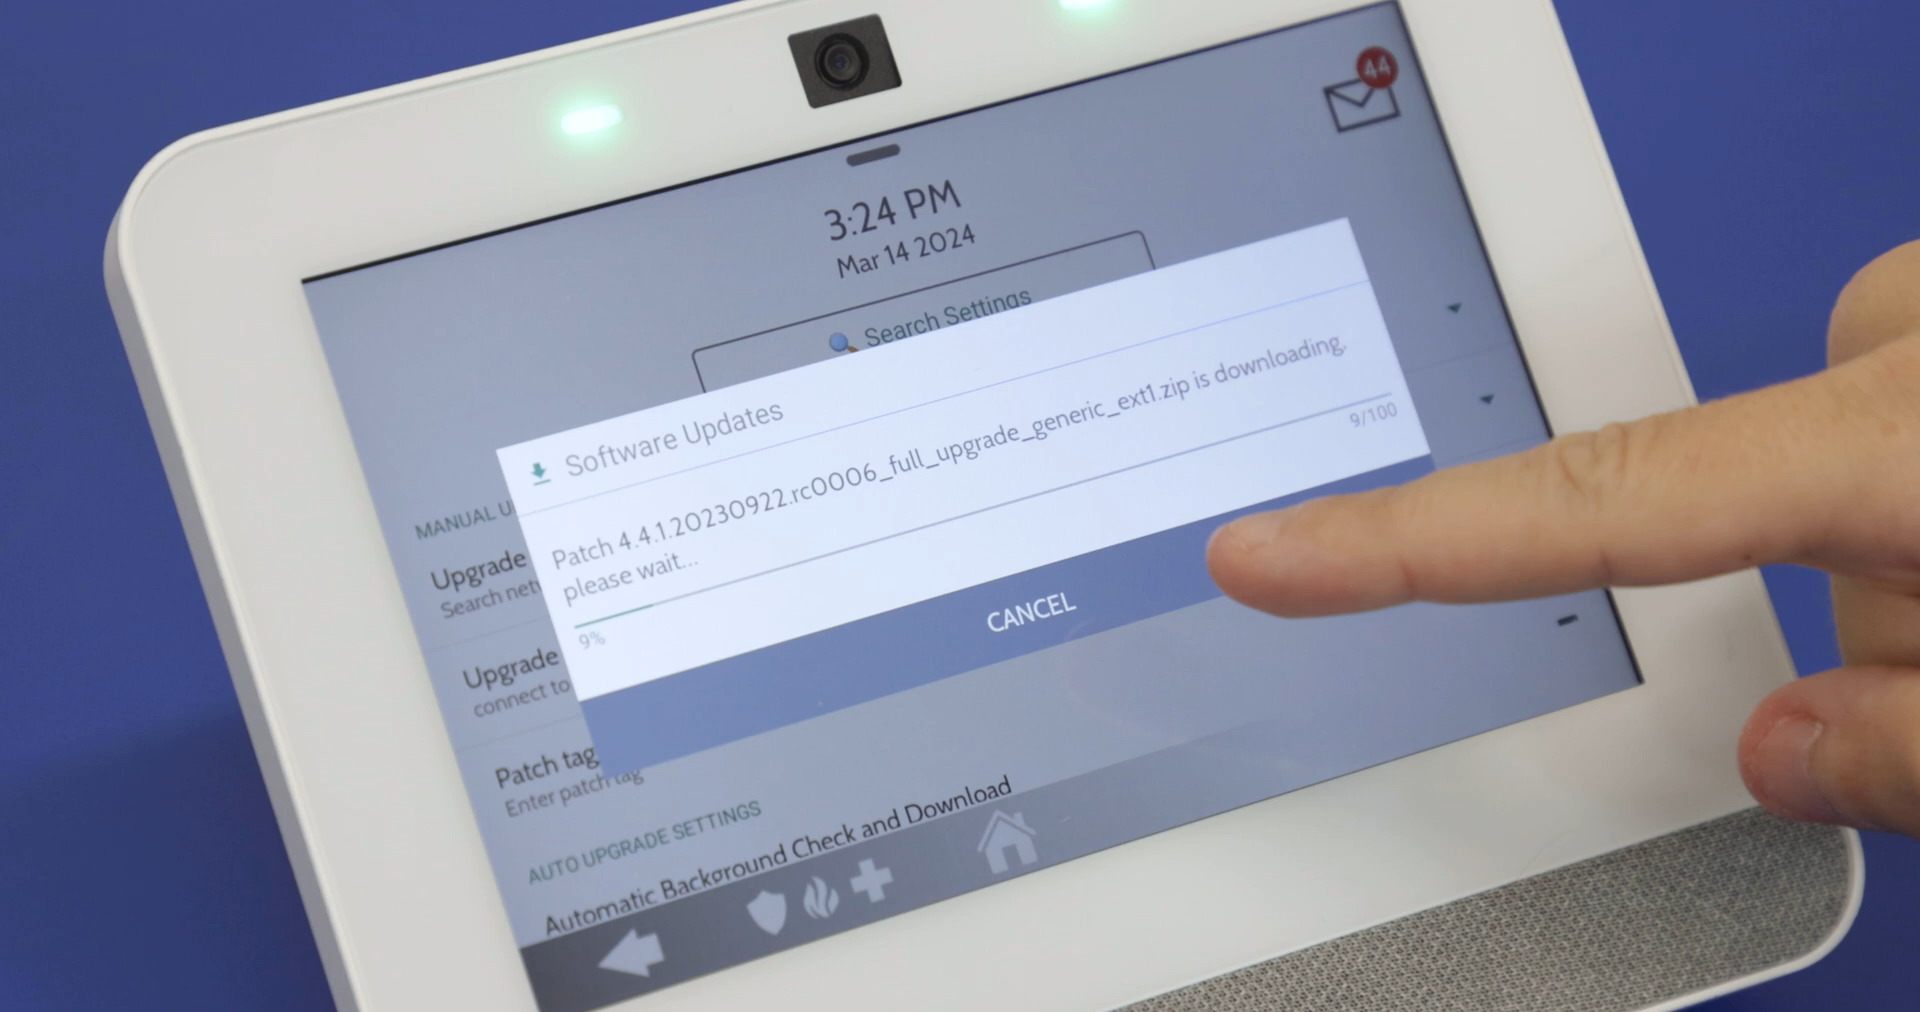 44
3:24 PM
Mar 14 2024
Search Settings
Software Updates
Patch 4.4.1.20230922.rc0006_full_upgrade_generic_ext1.zip is downloading.
please wait...
9/100
9%
CANCEL
MANUAL U
Upgrade
Search net
Upgrade
connect to
Patch tag
Enter patch tag
AUTO UPGRADE SETTINGS
Automatic Background Check and Download